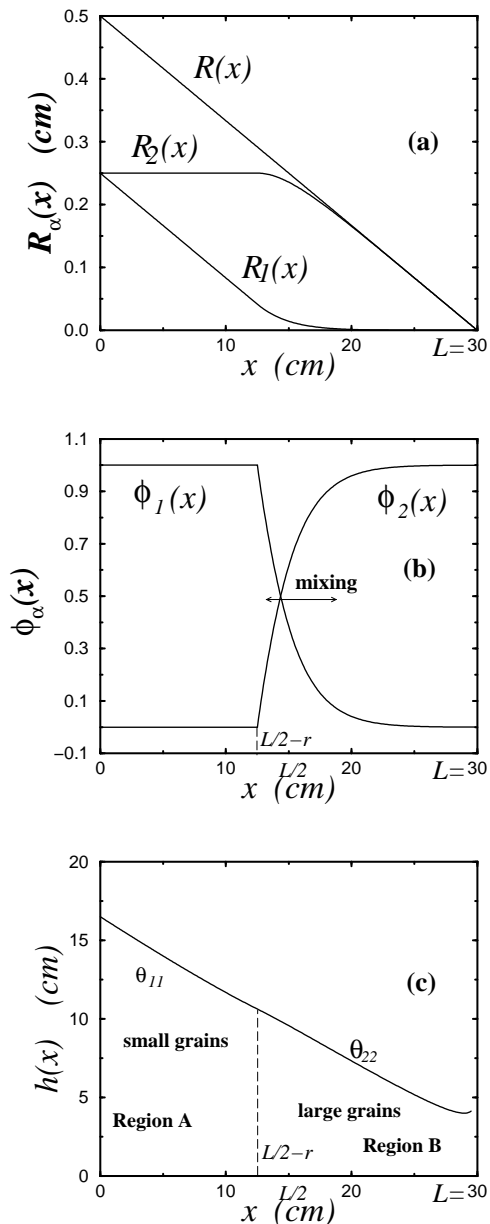 0.5
R(x)
0.4
(a)
0.3
R2(x)
Rα(x) (cm)
0.2
0.1
R1(x)
0.0
0 10 20 30
L=
x (cm)
1.1
0.9
ϕ1(x) ϕ2(x)
0.7
(b)
mixing
0.5
ϕα(x)
0.3
0.1
−0.1
L/2−r
L/2
L=
0 10 20 30
x (cm)
20
15
h(x) (cm)
θ11
(c)
10
small grains
θ22
5
large grains
Region A
Region B
L/2−r
0
L/2
L=
0 10 20 30
x (cm)